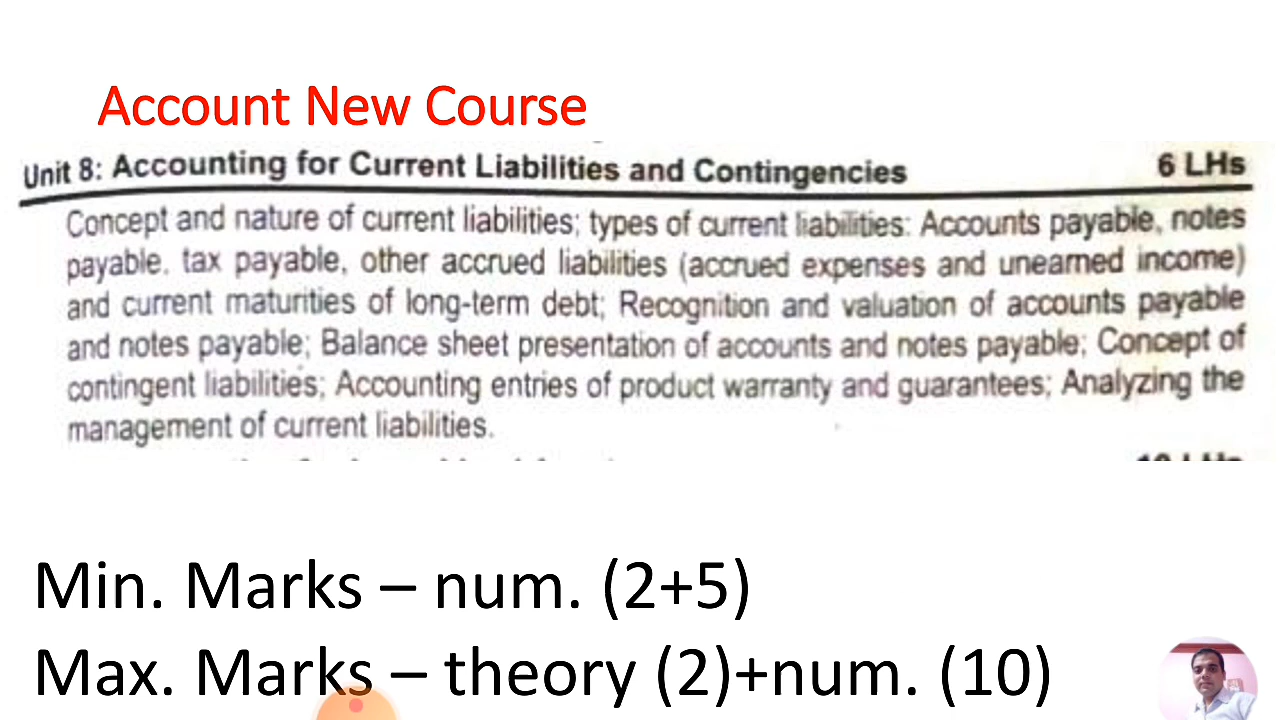 Account New Course
Unit 8: Accounting for Current Liabilities and Contingencies 6 LHs
Concept and nature of current liabilities; types of current liabilities: Accounts payable, notes
payable, tax payable, other accrued liabilities (accrued expenses and unearned income)
and current maturities of long-term debt; Recognition and valuation of accounts payable
and notes payable; Balance sheet presentation of accounts and notes payable; Concept of
contingent liabilities; Accounting entries of product warranty and guarantees; Analyzing the
management of current liabilities.
Min. Marks – num. (2+5)
Max. Marks – theory (2)+num. (10)